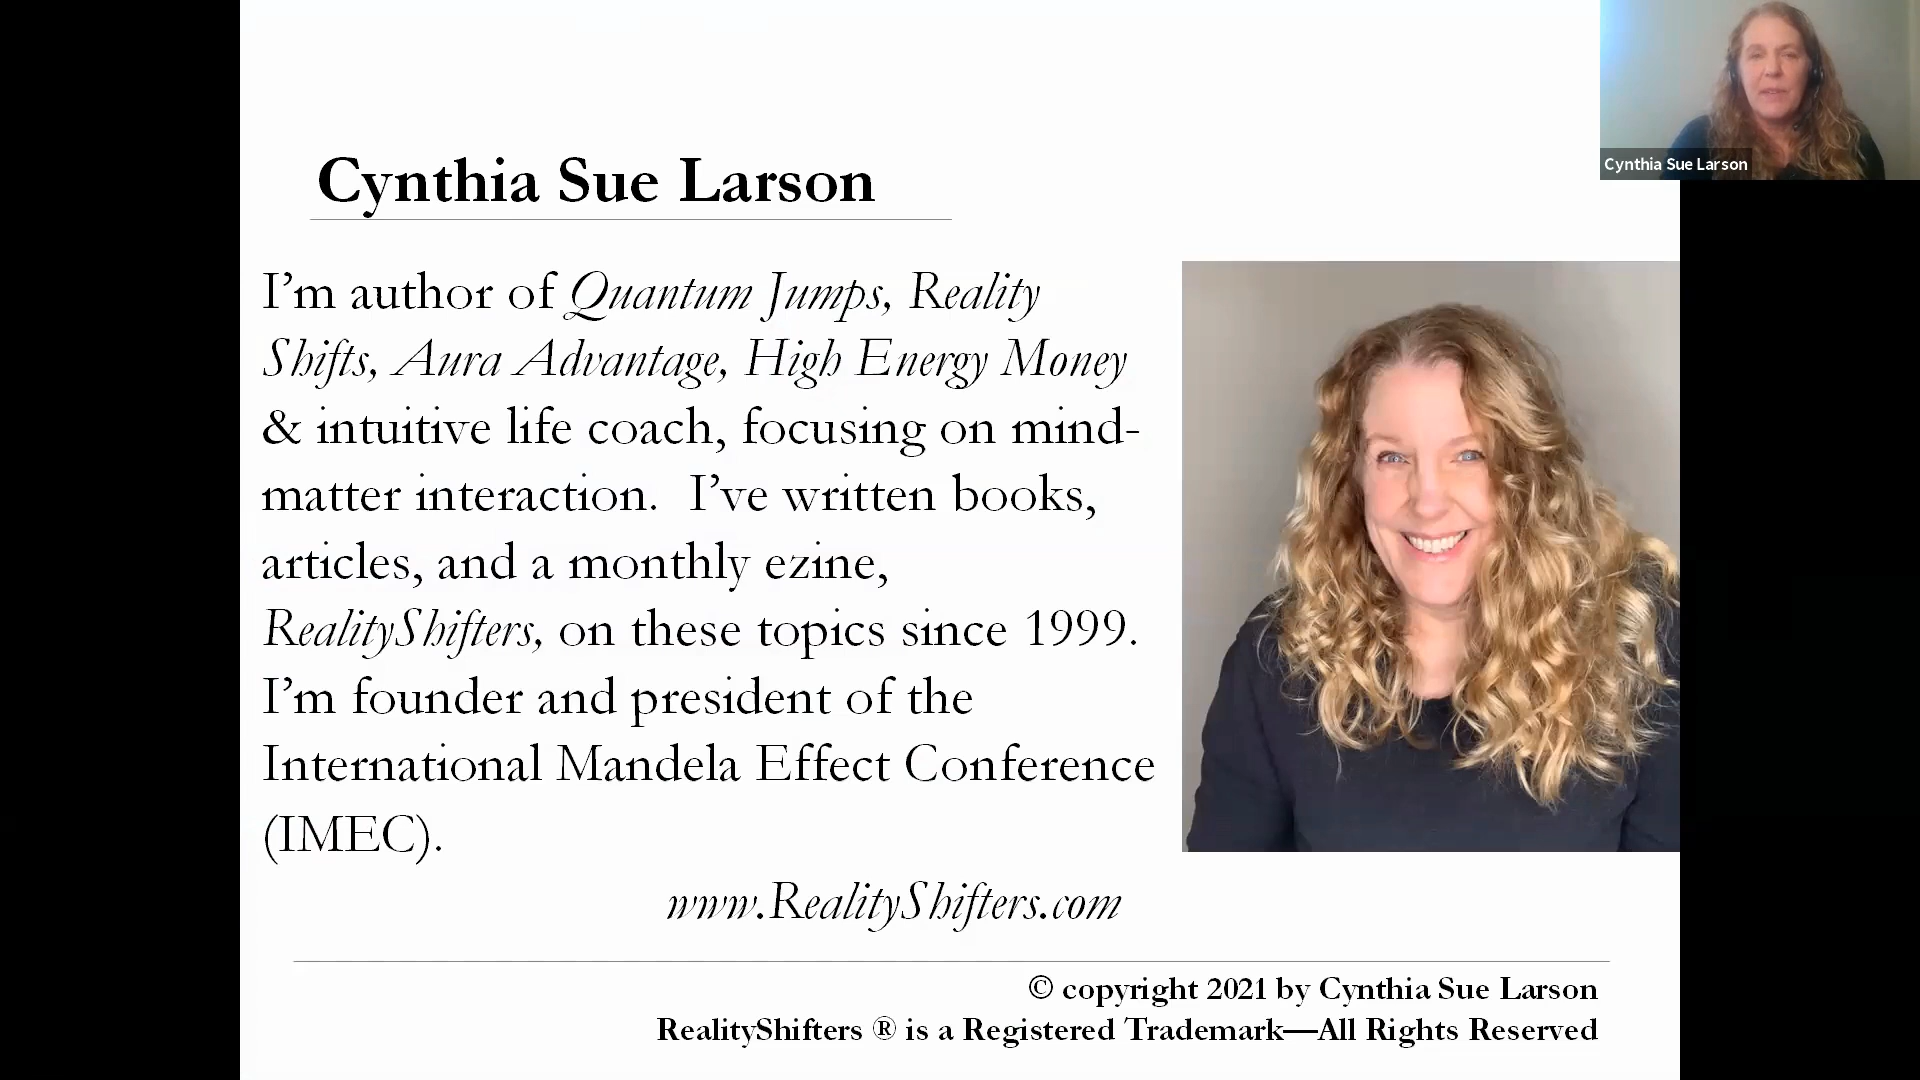 Cynthia Sue Larson
Cynthia Sue Larson
I'm author of Quantum Jumps, Reality
Shifts, Aura Advantage, High Energy Money
& intuitive life coach, focusing on mind-
matter interaction.  I've written books,
articles, and a monthly ezine,
RealityShifters, on these topics since 1999.
I'm founder and president of the
International Mandela Effect Conference
(IMEC).
www.RealityShifters.com
© copyright 2021 by Cynthia Sue Larson
RealityShifters ® is a Registered Trademark—All Rights Reserved